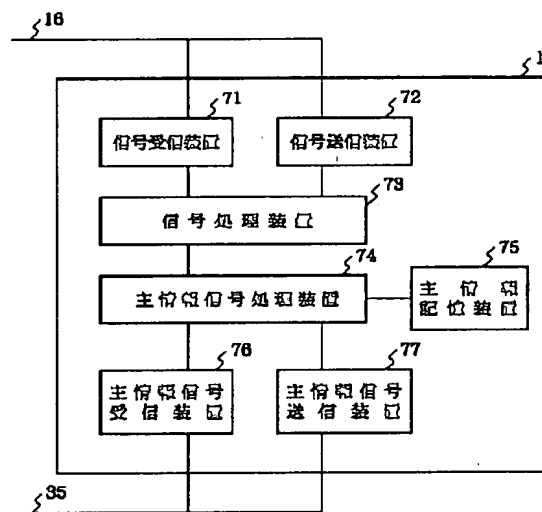 16
1
71
72
信号受信装置
信号送信装置
73
信号処理装置
74
75
主情報信号処理装置
主情報
記憶装置
76
77
主情報信号
受信装置
主情報信号
送信装置
35